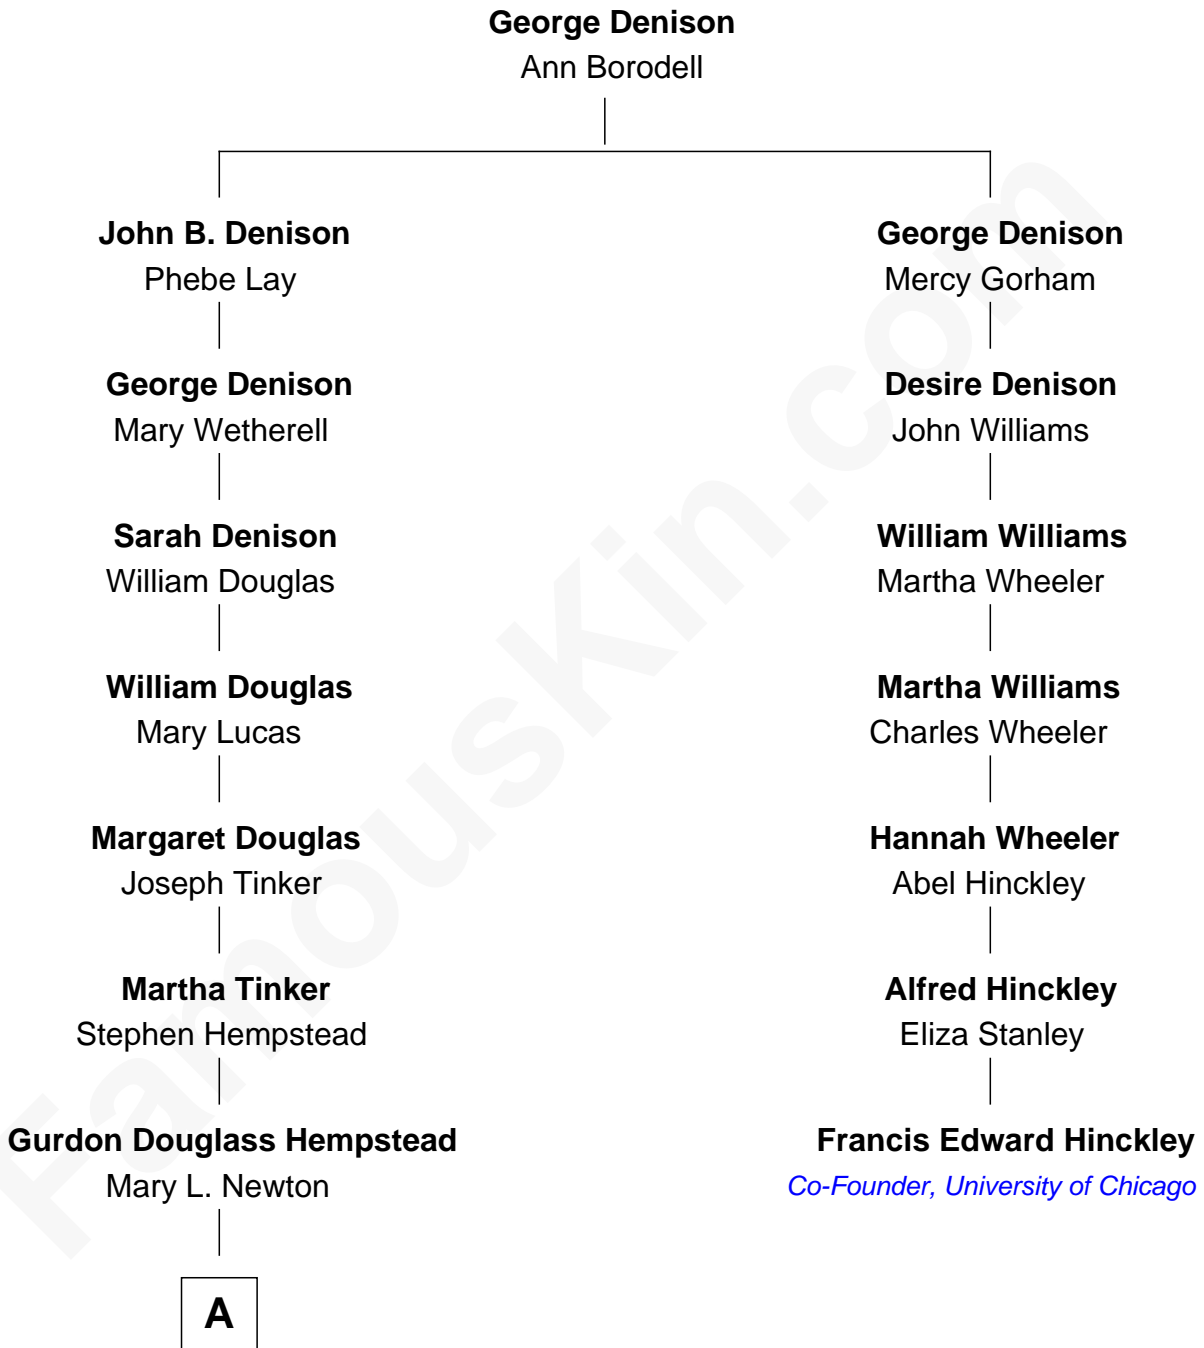 George Denison
Ann Borodell
John B. Denison
Phebe Lay
George Denison
Mercy Gorham
George Denison
Mary Wetherell
Desire Denison
John Williams
Sarah Denison
William Douglas
William Williams
Martha Wheeler
William Douglas
Mary Lucas
Martha Williams
Charles Wheeler
Margaret Douglas
Joseph Tinker
Hannah Wheeler
Abel Hinckley
Martha Tinker
Stephen Hempstead
Alfred Hinckley
Eliza Stanley
Gurdon Douglass Hempstead
Mary L. Newton
Francis Edward Hinckley
Co-Founder, University of Chicago
A
FamousKin.com